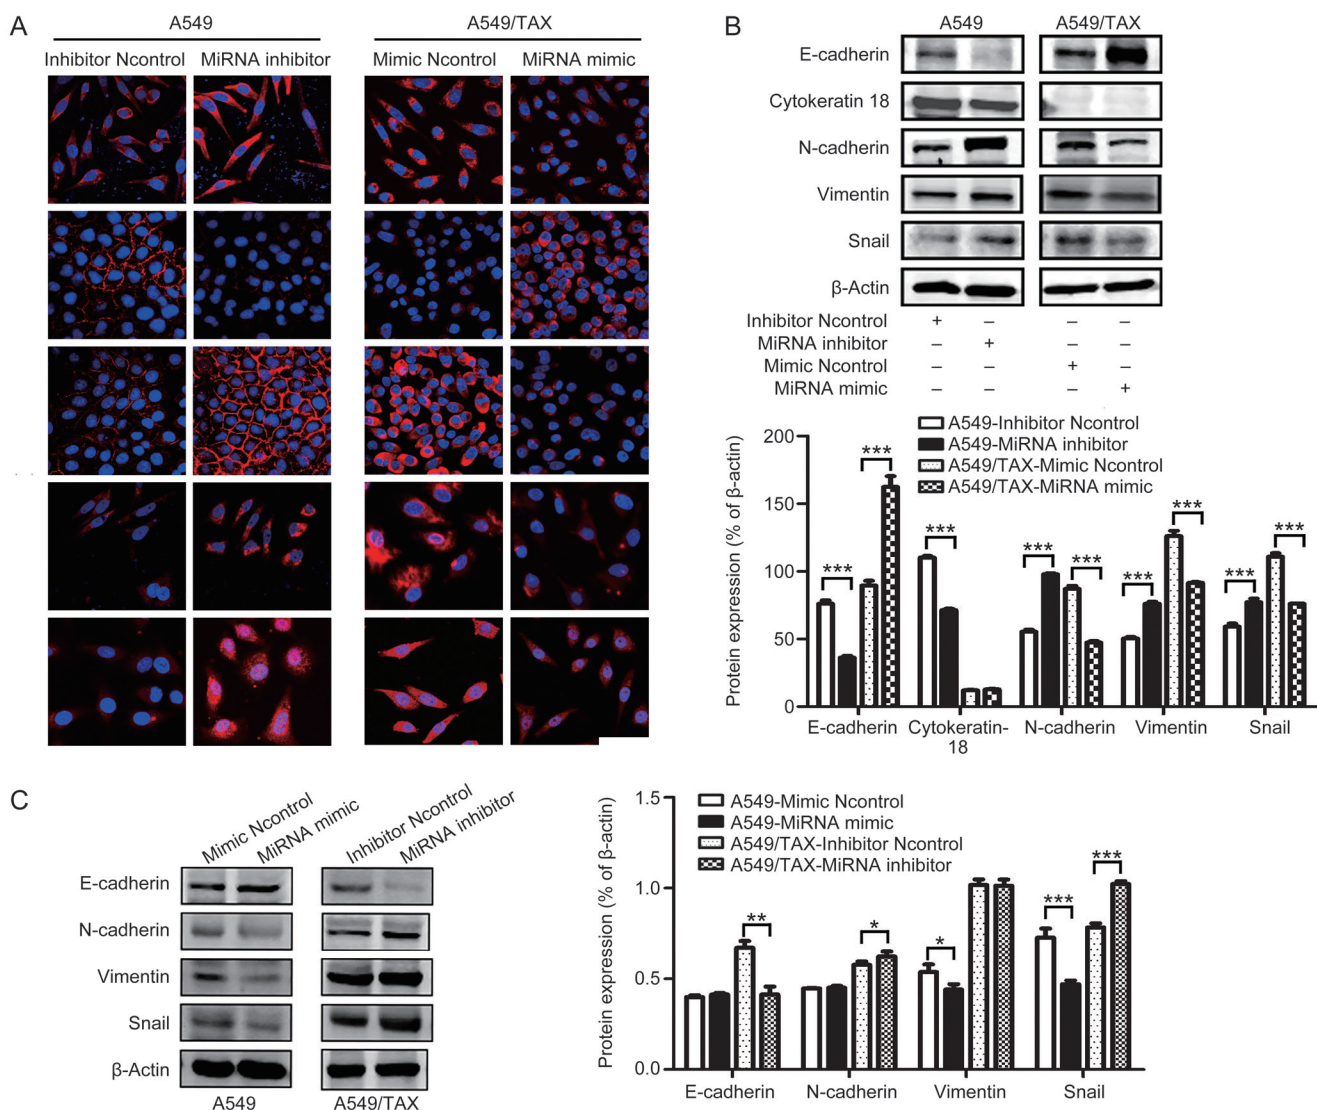 A
A549
A549/TAX
Inhibitor Ncontrol
MiRNA inhibitor
Mimic Ncontrol
MiRNA mimic
B
A549
A549/TAX
E-cadherin
Cytokeratin 18
N-cadherin
Vimentin
Snail
β-Actin
Inhibitor Ncontrol + – – –
MiRNA inhibitor – + – –
Mimic Ncontrol – – + –
MiRNA mimic – – – +
Protein expression (% of β-actin)
200
150
100
50
0
A549-Inhibitor Ncontrol
A549-MiRNA inhibitor
A549/TAX-Mimic Ncontrol
A549/TAX-MiRNA mimic
***
***
***
***
***
***
***
***
***
E-cadherin
Cytokeratin-
18
N-cadherin
Vimentin
Snail
C
Mimic Ncontrol
MiRNA mimic
Inhibitor Ncontrol
MiRNA inhibitor
E-cadherin
N-cadherin
Vimentin
Snail
β-Actin
A549
A549/TAX
Protein expression (% of β-actin)
1.5
1.0
0.5
0.0
A549-Mimic Ncontrol
A549-MiRNA mimic
A549/TAX-Inhibitor Ncontrol
A549/TAX-MiRNA inhibitor
**
*
*
***
***
E-cadherin
N-cadherin
Vimentin
Snail